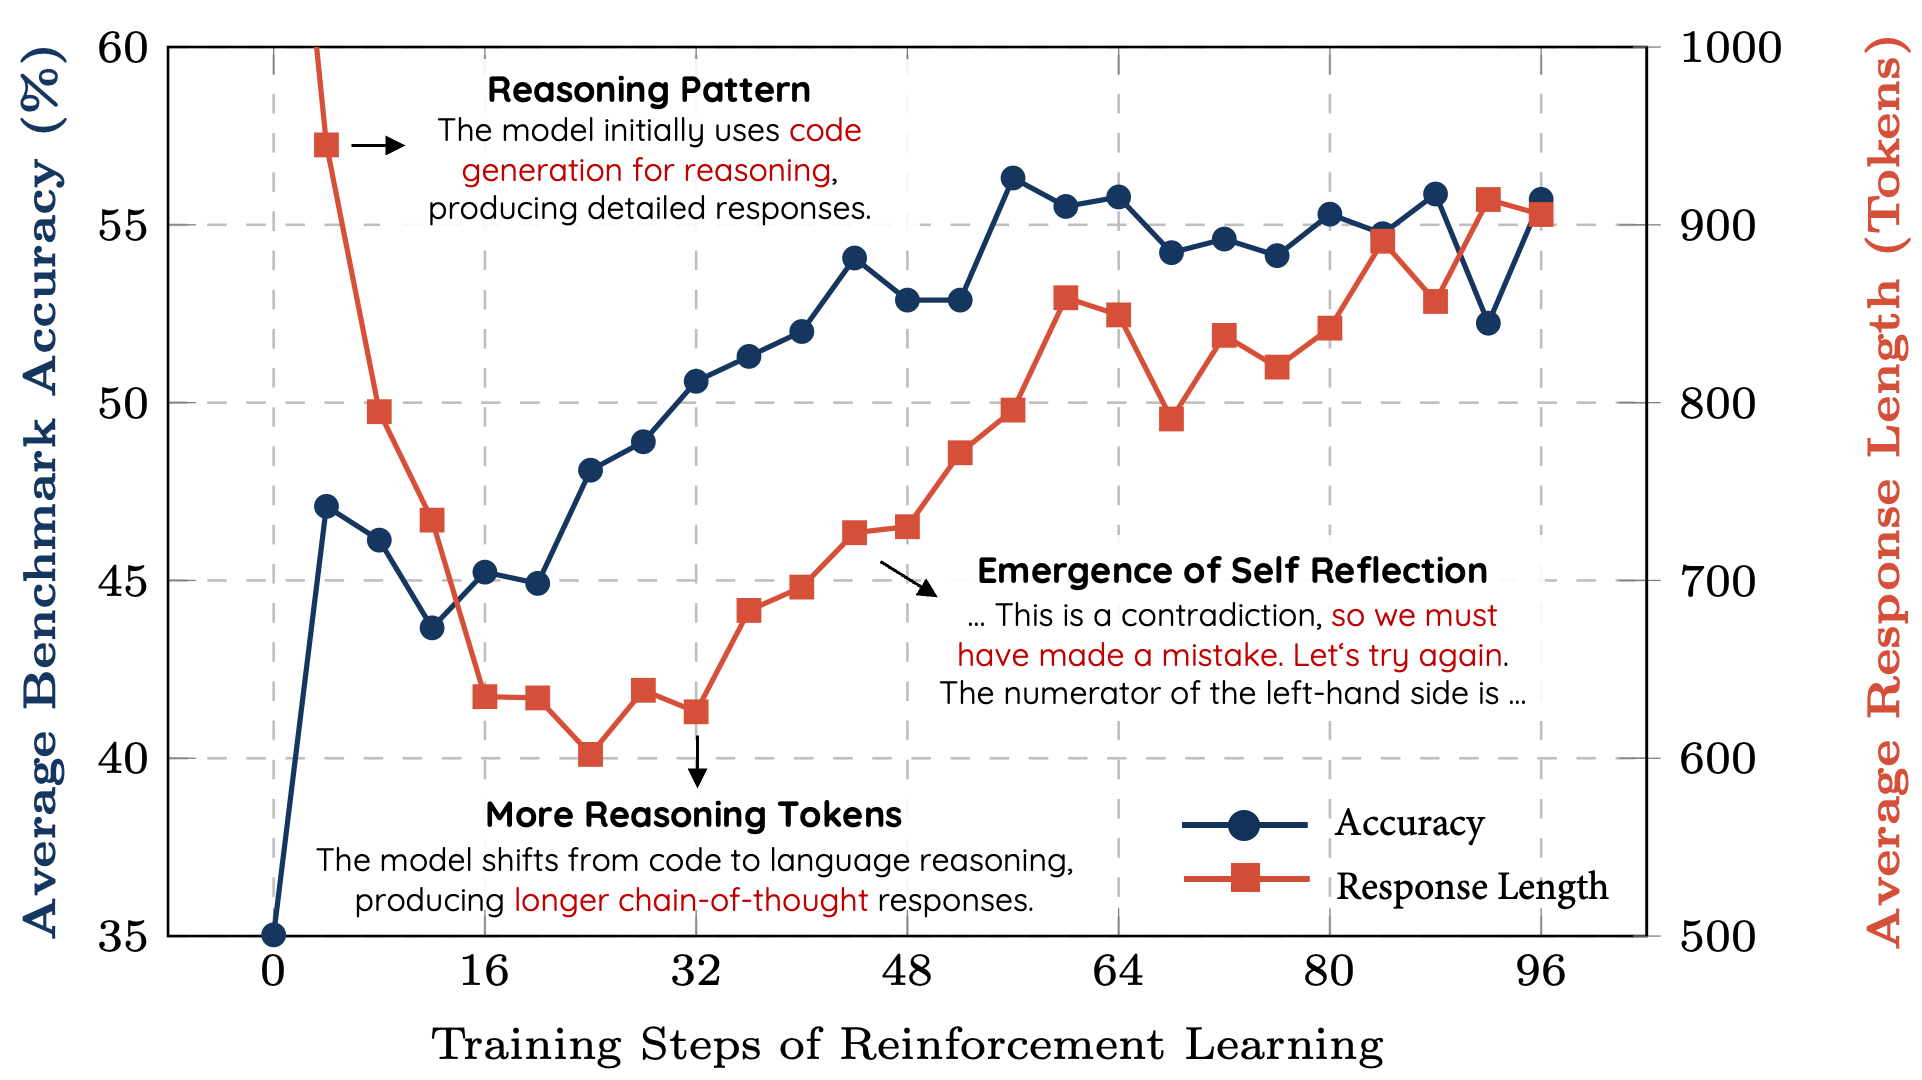 Average Benchmark Accuracy (%)
60
55
50
45
40
35
Reasoning Pattern
The model initially uses code
generation for reasoning,
producing detailed responses.
Emergence of Self Reflection
... This is a contradiction, so we must
have made a mistake. Let‘s try again.
The numerator of the left-hand side is ...
More Reasoning Tokens
The model shifts from code to language reasoning,
producing longer chain-of-thought responses.
Accuracy
Response Length
1000
900
800
700
600
500
Average Response Length (Tokens)
0 16 32 48 64 80 96
Training Steps of Reinforcement Learning